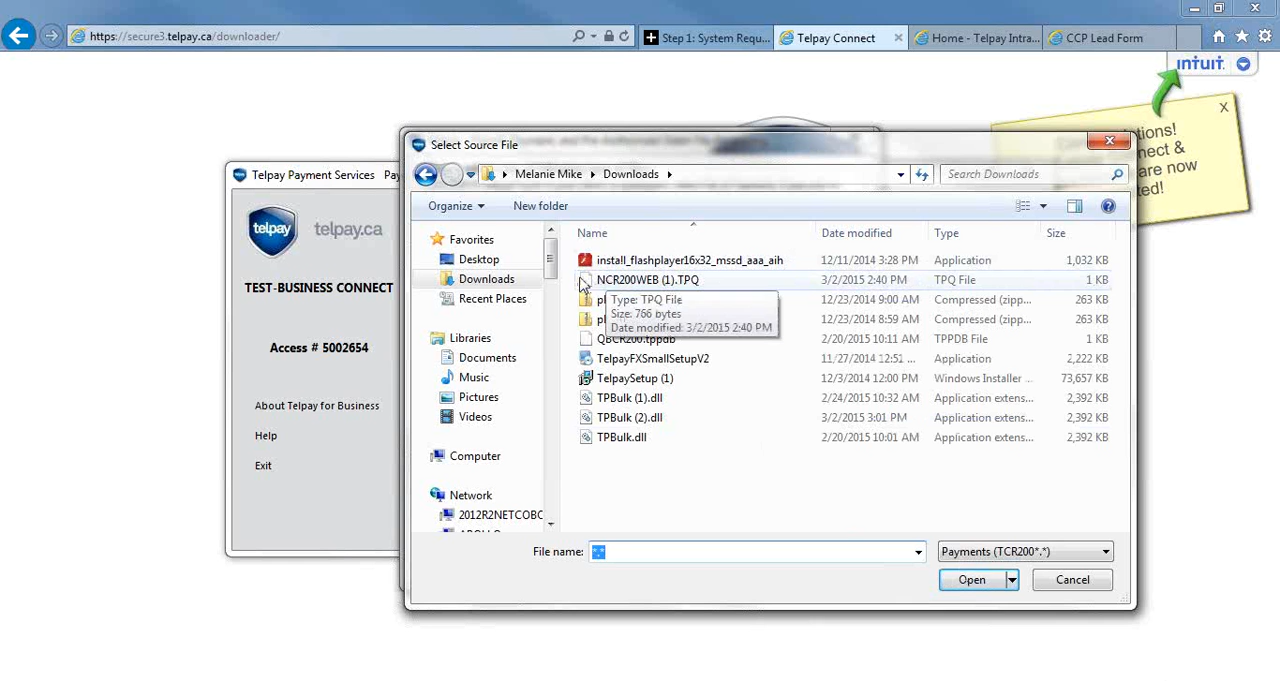 https://secure3.telpay.ca/downloader/
Step 1: System Requ...
Telpay Connect
Home - Telpay Intra...
CCP Lead Form
intuit.
X
tions!
nect &
are now
ted!
Telpay Payment Services Pay
telpay
telpay.ca
TEST-BUSINESS CONNECT
Access # 5002654
About Telpay for Business
Help
Exit
Select Source File
Melanie Mike
Downloads
Search Downloads
Organize
New folder
Favorites
Desktop
Downloads
Recent Places
Libraries
Documents
Music
Pictures
Videos
Computer
Network
2012R2NETCOBC
Name Date modified Type Size
install_flashplayer16x32_mssd_aaa_aih 12/11/2014 3:28 PM Application 1,032 KB
NCR200WEB (1).TPQ 3/2/2015 2:40 PM TPQ File 1 KB
12/23/2014 9:00 AM Compressed (zipp... 263 KB
12/23/2014 8:59 AM Compressed (zipp... 263 KB
QBCR200.tppdb 2/20/2015 10:11 AM TPPDB File 1 KB
TelpayFXSmallSetupV2 11/27/2014 12:51 ... Application 2,222 KB
TelpaySetup (1) 12/3/2014 12:00 PM Windows Installer ... 73,657 KB
TPBulk (1).dll 2/24/2015 10:32 AM Application extens... 2,392 KB
TPBulk (2).dll 3/2/2015 3:01 PM Application extens... 2,392 KB
TPBulk.dll 2/20/2015 10:01 AM Application extens... 2,392 KB
Type: TPQ File
Size: 766 bytes
Date modified: 3/2/2015 2:40 PM
File name: *.*
Payments (TCR200*.*)
Open
Cancel